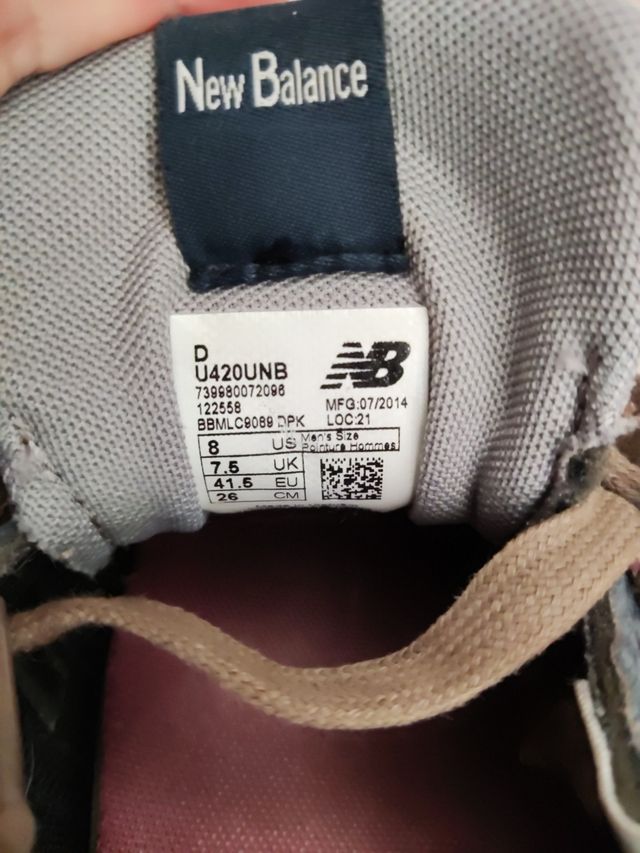 New Balance
D
U420UNB
739980072096
122558
BBMLC9089 DPK
NB
MFG:07/2014
LOC:21
8 US Men's Size
Pointure Hommes
7.5 UK
41.5 EU
26 CM